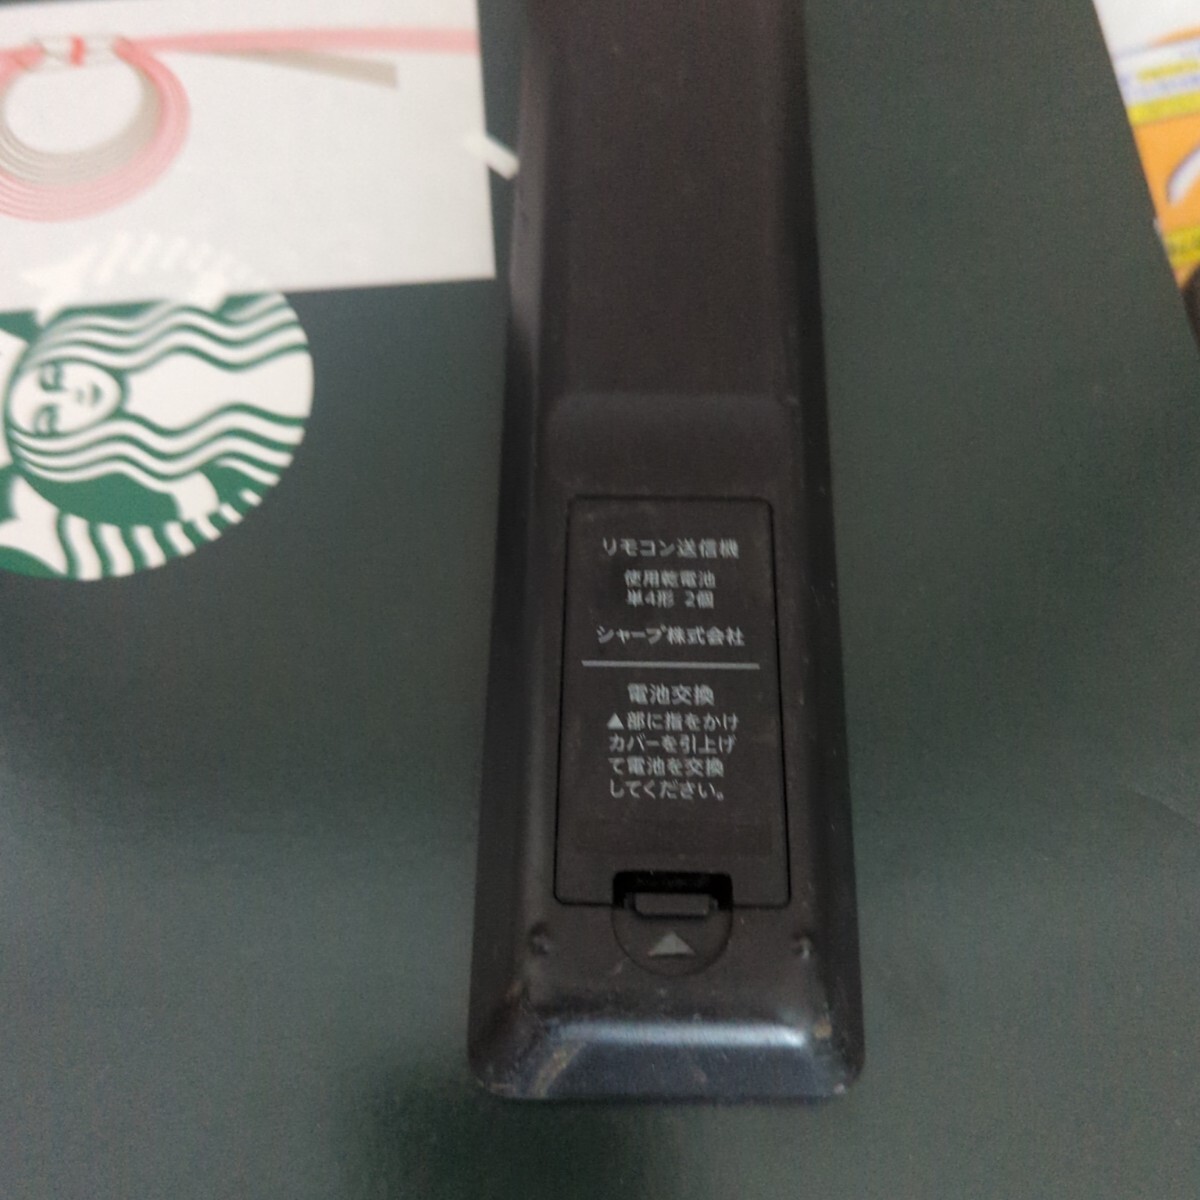 リモコン送信機
使用乾電池
単4形 2個
シャープ株式会社
電池交換
▲部に指をかけ
カバーを引上げ
て電池を交換
してください。